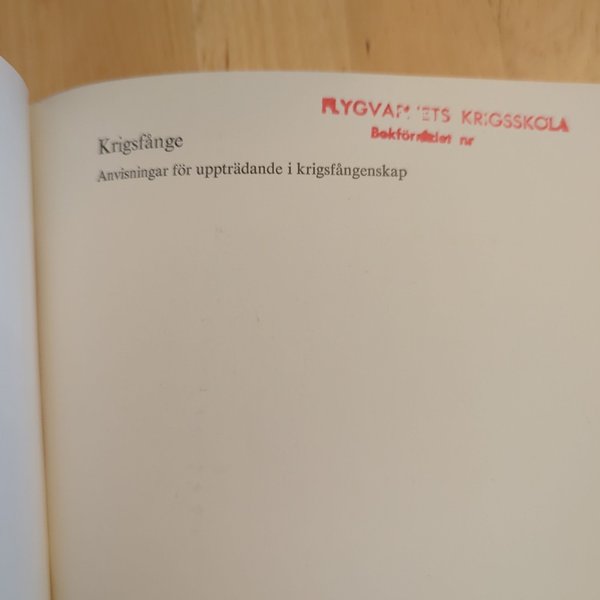 FLYGVAPNETS KRIGSSKOLA
Bokförrådet nr
Krigsfånge
Anvisningar för uppträdande i krigsfångenskap